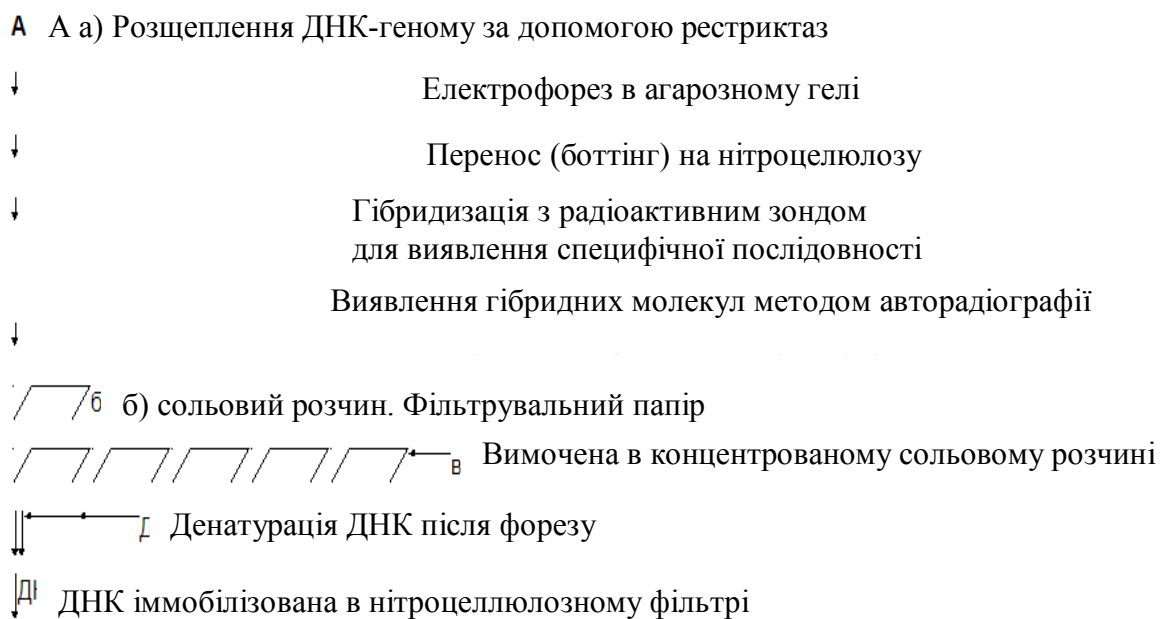 А А а) Розщеплення ДНК-геному за допомогою рестриктаз
Електрофорез в агарозному гелі
Перенос (боттінг) на нітроцелюлозу
Гібридизація з радіоактивним зондом
для виявлення специфічної послідовності
Виявлення гібридних молекул методом авторадіографії
б б) сольовий розчин. Фільтрувальний папір
в Вимочена в концентрованому сольовому розчині
Денатурація ДНК після форезу
ДНК іммобілізована в нітроцеллюлозному фільтрі